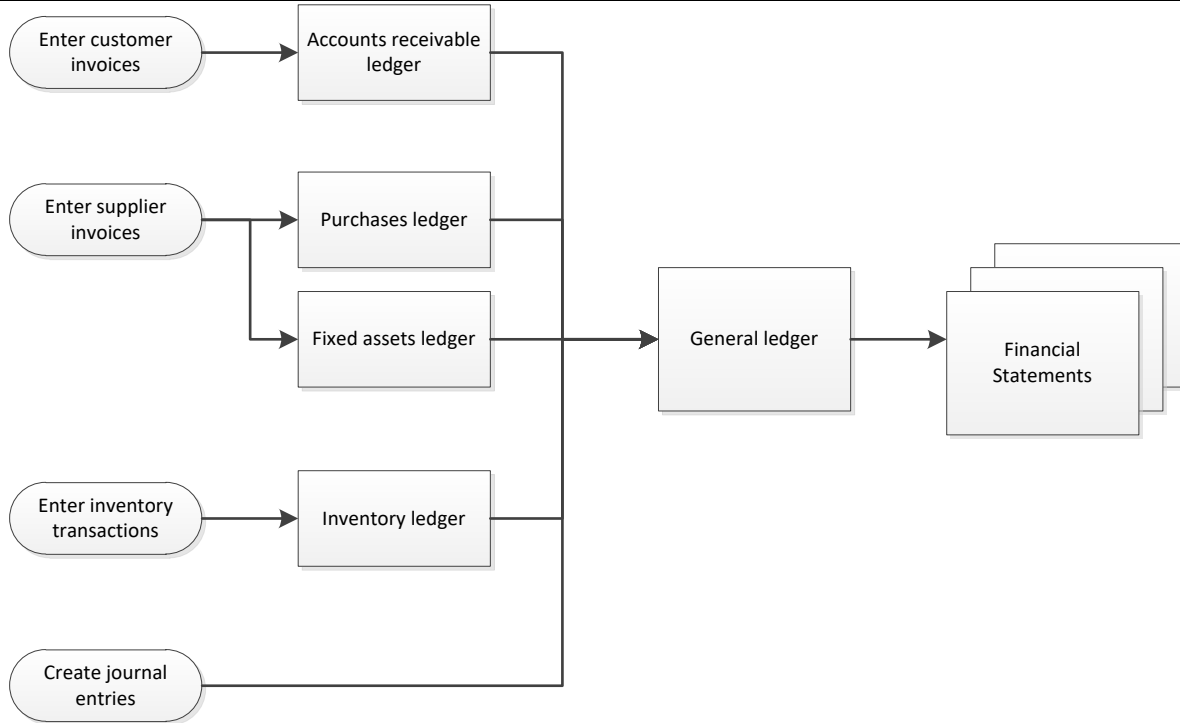 Enter customer
invoices
Accounts receivable
ledger
Enter supplier
invoices
Purchases ledger
Fixed assets ledger
General ledger
Financial
Statements
Enter inventory
transactions
Inventory ledger
Create journal
entries